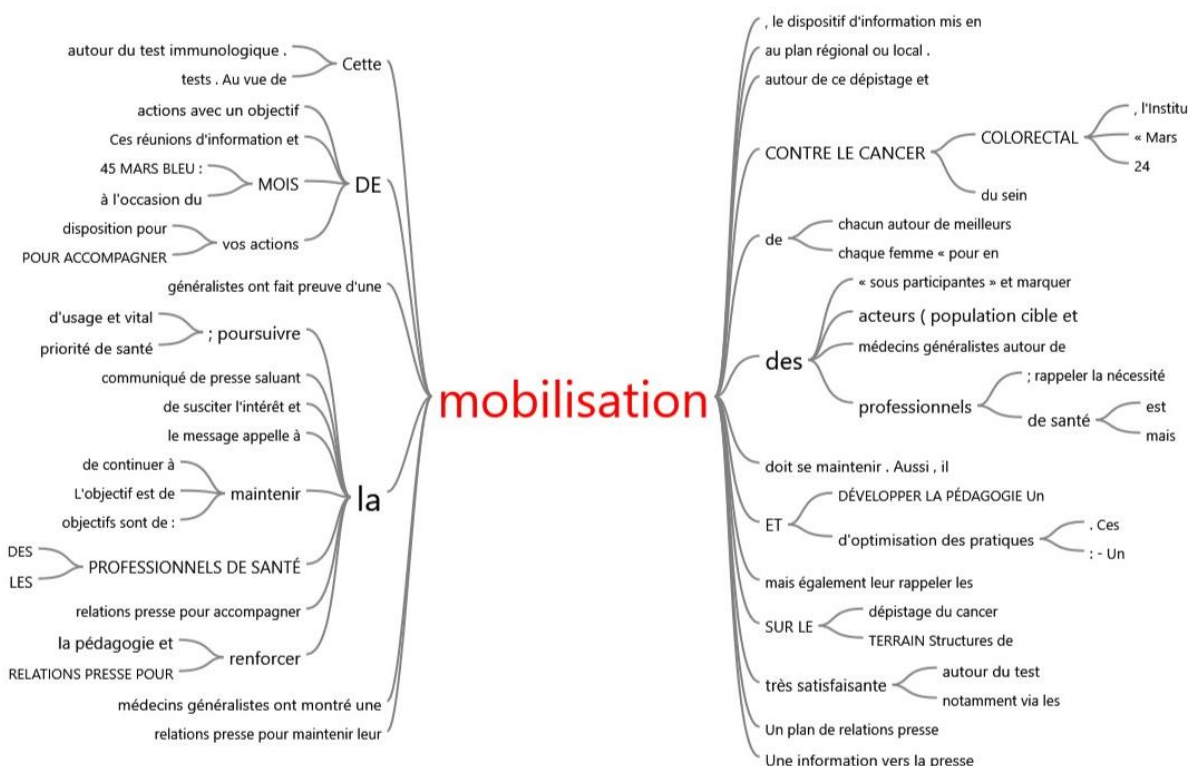 autour du test immunologique .
tests . Au vue de
Cette
actions avec un objectif
Ces réunions d'information et
45 MARS BLEU :
à l'occasion du
MOIS
DE
disposition pour
POUR ACCOMPAGNER
vos actions
généralistes ont fait preuve d'une
d'usage et vital
priorité de santé
; poursuivre
communiqué de presse saluant
de susciter l'intérêt et
le message appelle à
de continuer à
L'objectif est de
objectifs sont de :
maintenir
la
DES
LES
PROFESSIONNELS DE SANTÉ
relations presse pour accompagner
la pédagogie et
RELATIONS PRESSE POUR
renforcer
médecins généralistes ont montré une
relations presse pour maintenir leur
mobilisation
, le dispositif d'information mis en
au plan régional ou local .
autour de ce dépistage et
CONTRE LE CANCER
COLORECTAL
, l'Institu
« Mars
24
du sein
de
chacun autour de meilleurs
chaque femme « pour en
des
« sous participantes » et marquer
acteurs ( population cible et
médecins généralistes autour de
professionnels
; rappeler la nécessité
de santé
est
mais
doit se maintenir . Aussi , il
ET
DÉVELOPPER LA PÉDAGOGIE Un
d'optimisation des pratiques
. Ces
: - Un
mais également leur rappeler les
SUR LE
dépistage du cancer
TERRAIN Structures de
très satisfaisante
autour du test
notamment via les
Un plan de relations presse
Une information vers la presse